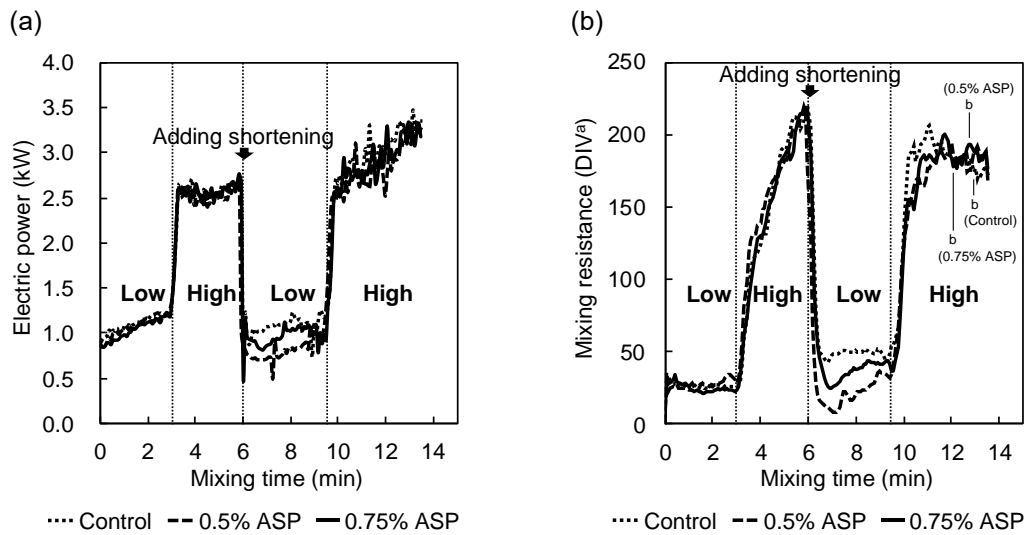 (a)
4.0
3.5
3.0
2.5
2.0
1.5
1.0
0.5
0.0
Electric power (kW)
Adding shortening
Low
High
Low
High
0 2 4 6 8 10 12 14
Mixing time (min)
Control 0.5% ASP 0.75% ASP
(b)
250
200
150
100
50
0
Mixing resistance (DIVᵃ)
Adding shortening
(0.5% ASP)
b
b
(Control)
b
(0.75% ASP)
Low
High
Low
High
0 2 4 6 8 10 12 14
Mixing time (min)
Control 0.5% ASP 0.75% ASP